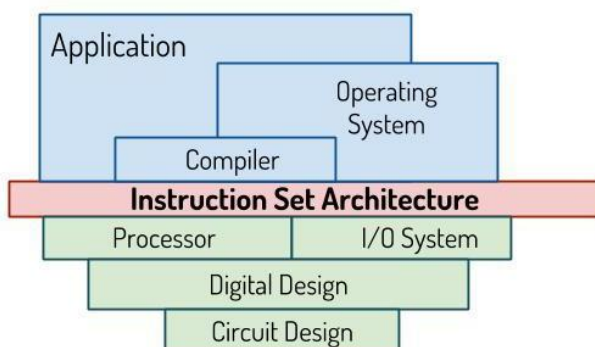 Application
Operating
System
Compiler
Instruction Set Architecture
Processor
I/O System
Digital Design
Circuit Design